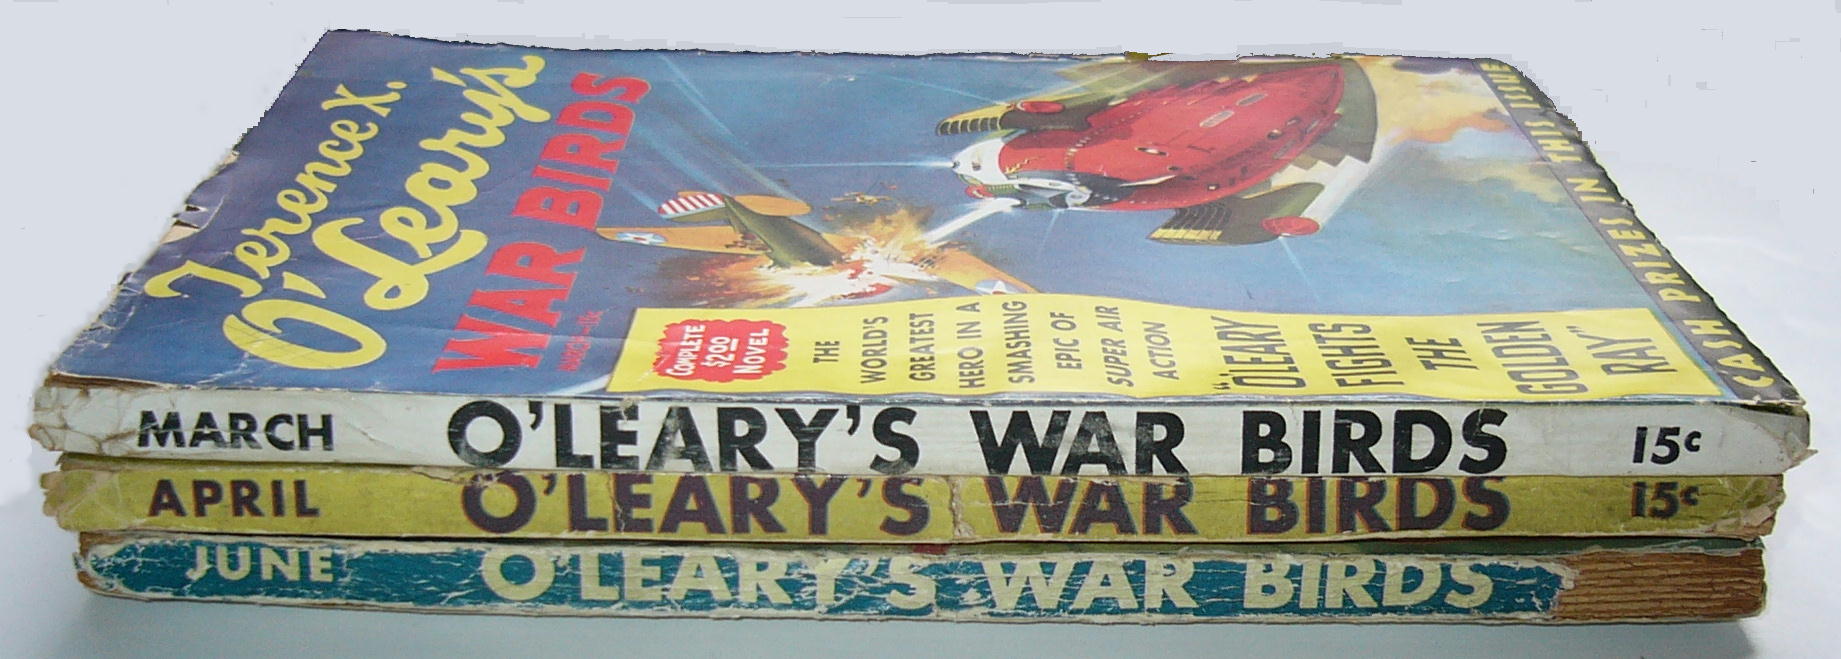 Terence X.
O'Leary's
WAR BIRDS
MARCH—15c
COMPLETE
$2.00
NOVEL
THE
WORLD'S
GREATEST
HERO IN A
SMASHING
EPIC OF
SUPER AIR
ACTION
"O'LEARY
FIGHTS
THE
GOLDEN
RAY"
CASH PRIZES IN THIS ISSUE
MARCH O'LEARY'S WAR BIRDS 15c
APRIL O'LEARY'S WAR BIRDS 15c
JUNE O'LEARY'S WAR BIRDS